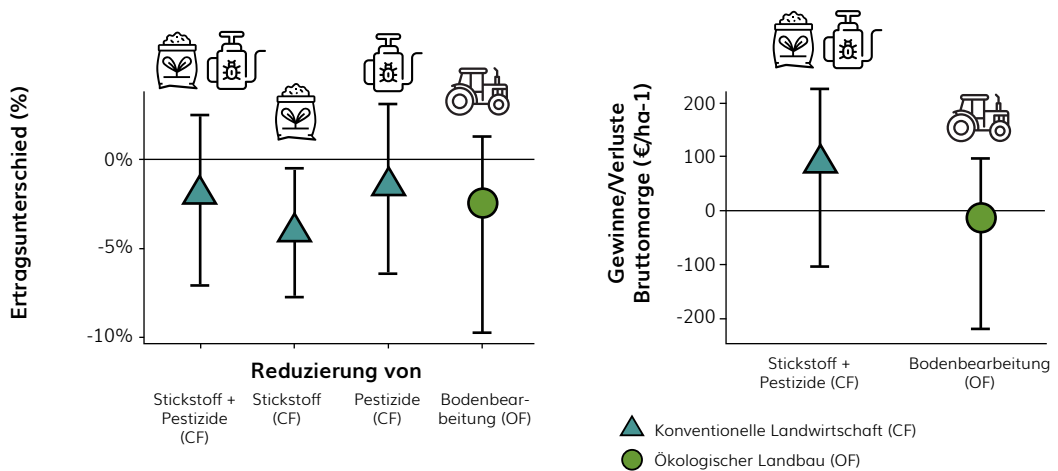 Ertragsunterschied (%)
0%
-5%
-10%
Reduzierung von
Stickstoff +
Pestizide
(CF)
Stickstoff
(CF)
Pestizide
(CF)
Bodenbear-
beitung (OF)
Gewinne/Verluste
Bruttomarge (€/ha-1)
200
100
0
-100
-200
Stickstoff +
Pestizide (CF)
Bodenbearbeitung
(OF)
Konventionelle Landwirtschaft (CF)
Ökologischer Landbau (OF)